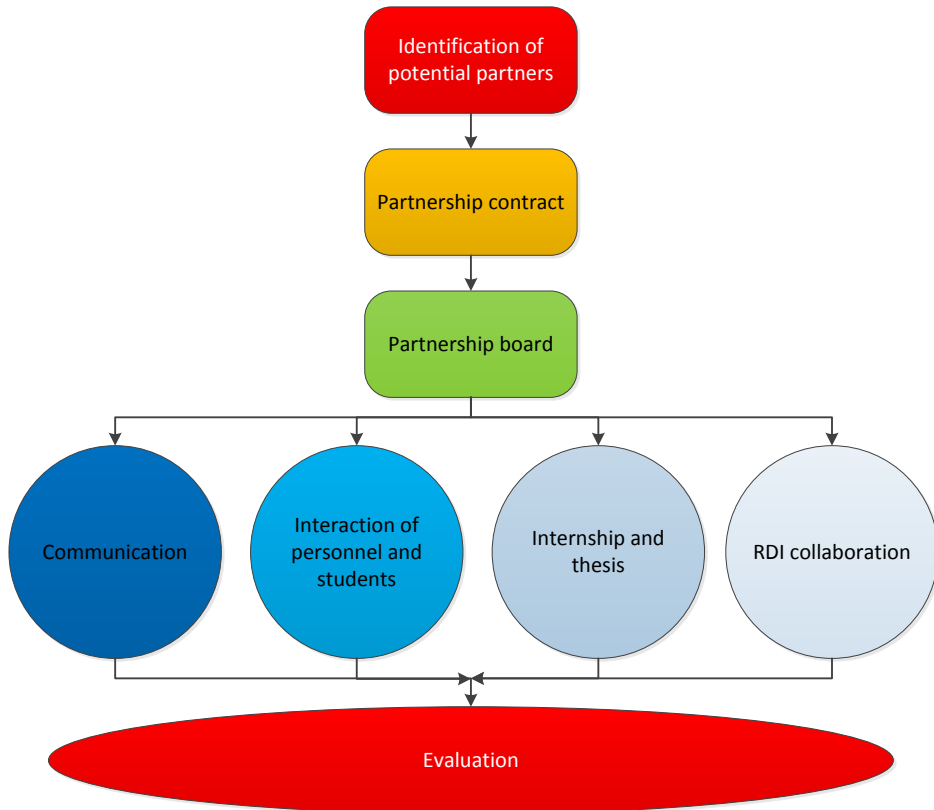 Identification of
potential partners
Partnership contract
Partnership board
Communication
Interaction of
personnel and
students
Internship and
thesis
RDI collaboration
Evaluation